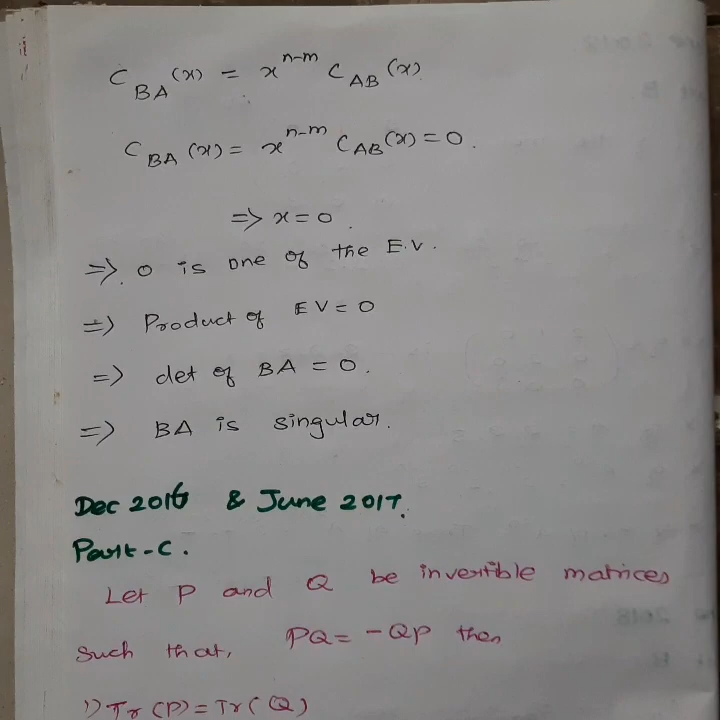 C_BA (x) = x^{n-m} C_AB (x)
C_BA (x) = x^{n-m} C_AB (x) = 0.
=> x = 0.
=> 0 is one of the E.V.
=> Product of EV = 0
=> det of BA = 0.
=> BA is singular.
Dec 2016 & June 2017.
Part-C.
Let P and Q be invertible matrices
such that, PQ = -QP then
1) Tr (P) = Tr (Q)